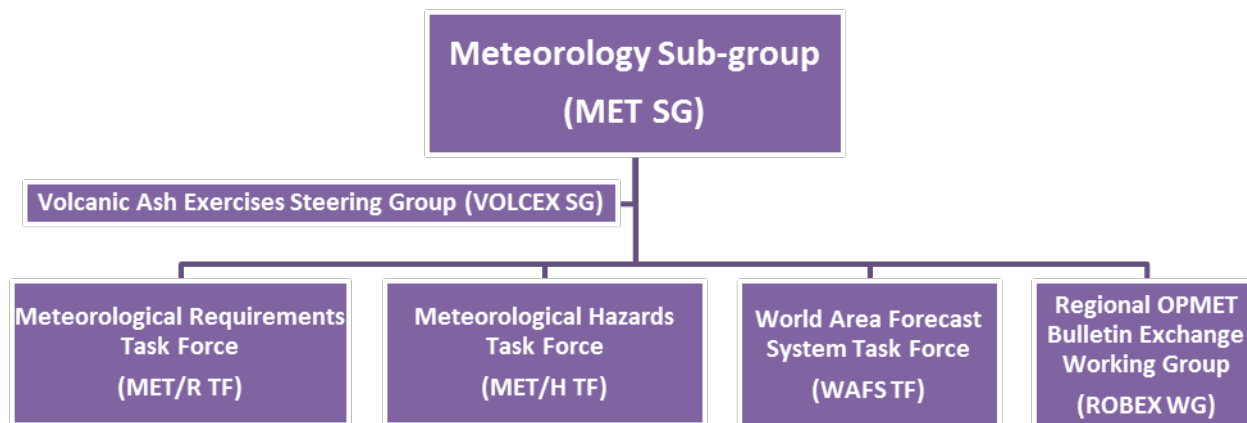 Meteorology Sub-group
(MET SG)
Volcanic Ash Exercises Steering Group (VOLCEX SG)
Meteorological Requirements
Task Force
(MET/R TF)
Meteorological Hazards
Task Force
(MET/H TF)
World Area Forecast
System Task Force
(WAFS TF)
Regional OPMET
Bulletin Exchange
Working Group
(ROBEX WG)